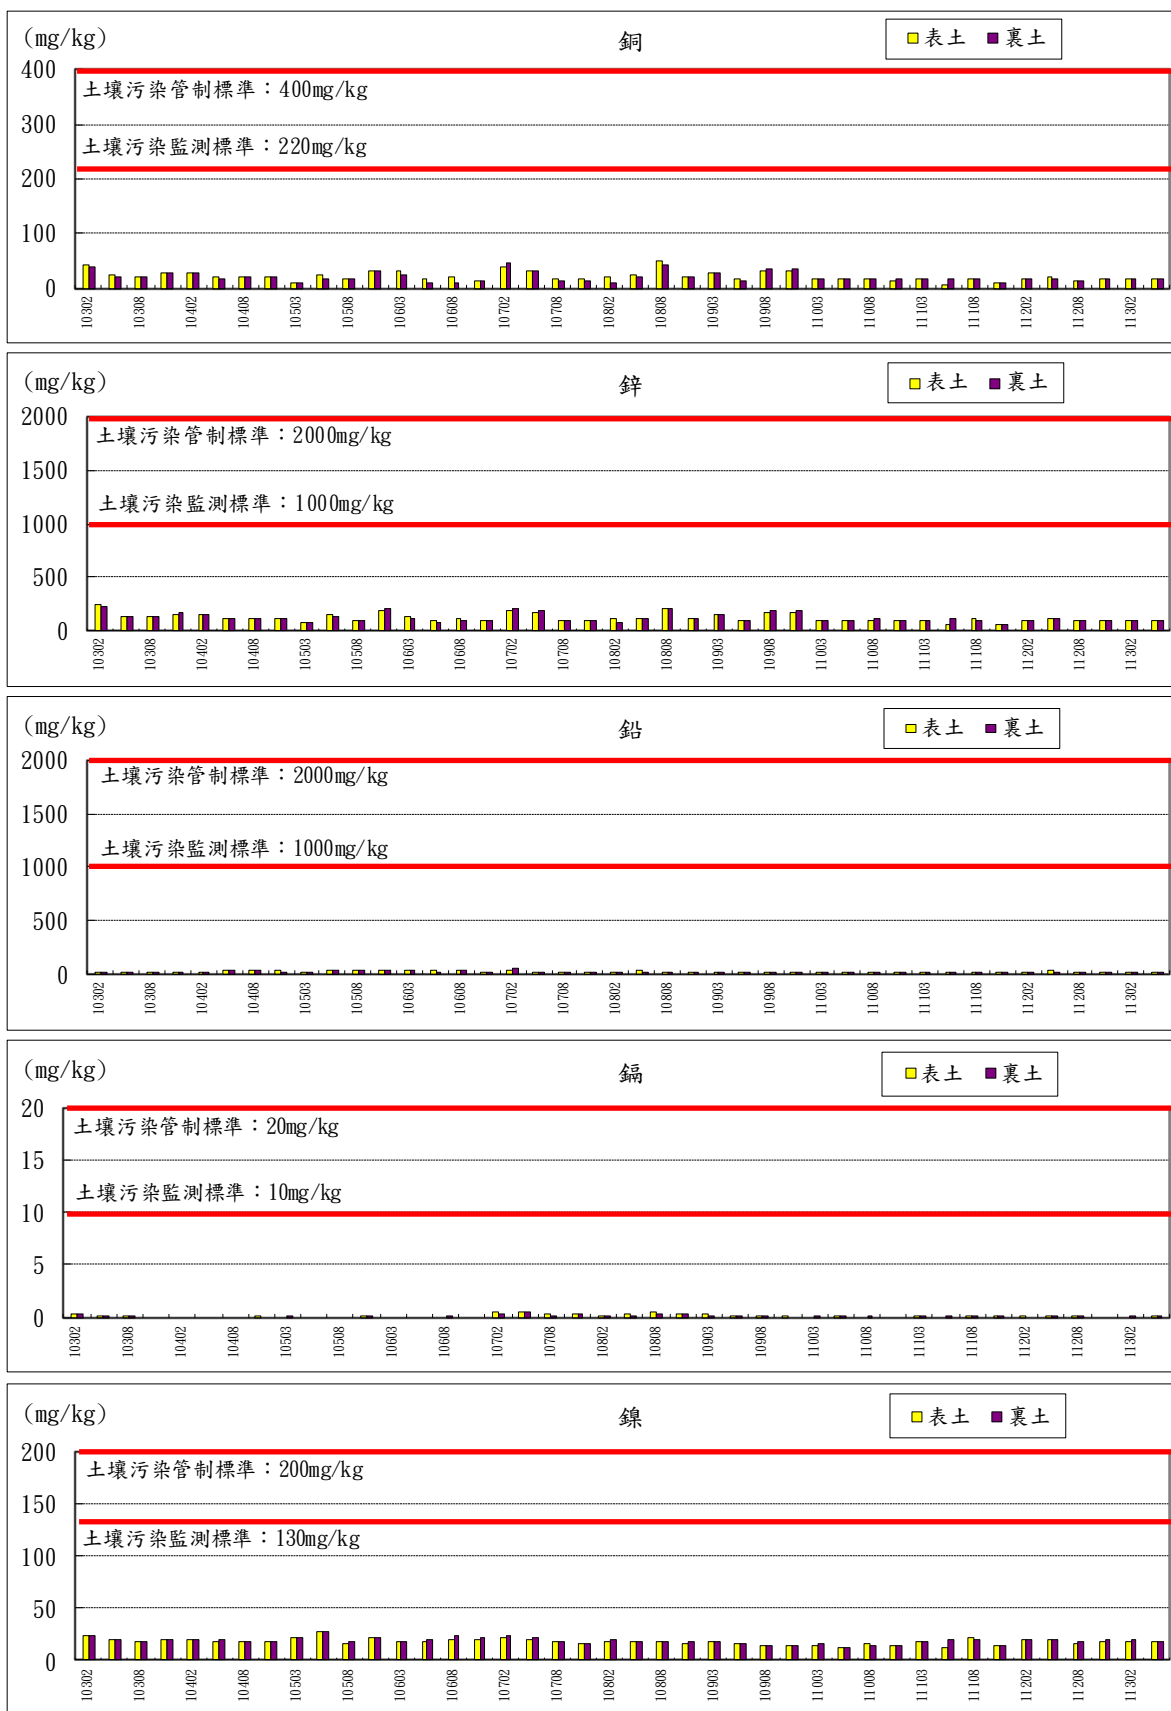 (mg/kg) 銅 表土 裏土
400
土壤污染管制標準：400mg/kg
300
土壤污染監測標準：220mg/kg
200
100
0
10302 10308 10402 10408 10503 10508 10603 10608 10702 10708 10802 10808 10903 10908 11003 11008 11103 11108 11202 11208 11302
(mg/kg) 鋅 表土 裏土
2000
土壤污染管制標準：2000mg/kg
1500
土壤污染監測標準：1000mg/kg
1000
500
0
10302 10308 10402 10408 10503 10508 10603 10608 10702 10708 10802 10808 10903 10908 11003 11008 11103 11108 11202 11208 11302
(mg/kg) 鉛 表土 裏土
2000
土壤污染管制標準：2000mg/kg
1500
土壤污染監測標準：1000mg/kg
1000
500
0
10302 10308 10402 10408 10503 10508 10603 10608 10702 10708 10802 10808 10903 10908 11003 11008 11103 11108 11202 11208 11302
(mg/kg) 鎘 表土 裏土
20
土壤污染管制標準：20mg/kg
15
土壤污染監測標準：10mg/kg
10
5
0
10302 10308 10402 10408 10503 10508 10603 10608 10702 10708 10802 10808 10903 10908 11003 11008 11103 11108 11202 11208 11302
(mg/kg) 鎳 表土 裏土
200
土壤污染管制標準：200mg/kg
150
土壤污染監測標準：130mg/kg
100
50
0
10302 10308 10402 10408 10503 10508 10603 10608 10702 10708 10802 10808 10903 10908 11003 11008 11103 11108 11202 11208 11302